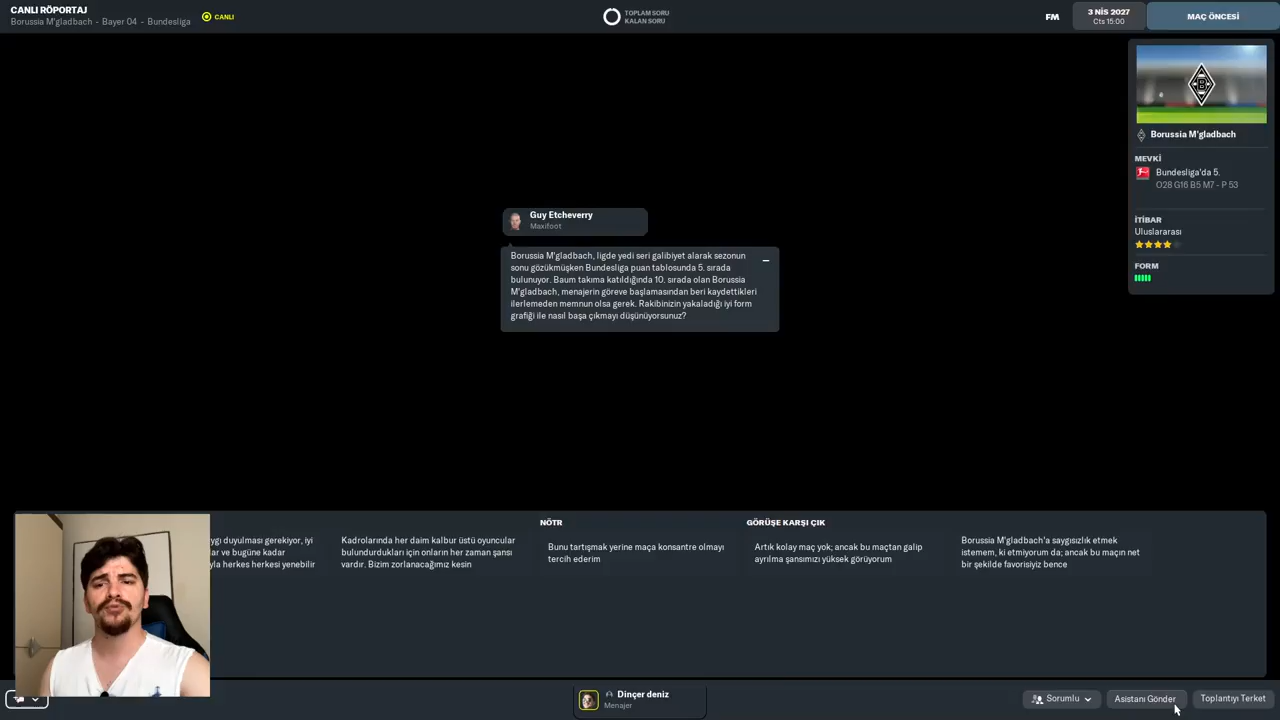 CANLI RÖPORTAJ
Borussia M'gladbach - Bayer 04 - Bundesliga
CANLI
TOPLAM SORU
KALAN SORU
FM
3 NİS 2027
Cts 15:00
MAÇ ÖNCESİ
Borussia M'gladbach
MEVKİ
Bundesliga'da 5.
O28 G16 B5 M7 - P 53
İTİBAR
Uluslararası
FORM
Guy Etcheverry
Maxifoot
Borussia M'gladbach, ligde yedi seri galibiyet alarak sezonun
sonu gözükmüşken Bundesliga puan tablosunda 5. sırada
bulunuyor. Baum takıma katıldığında 10. sırada olan Borussia
M'gladbach, menajerin göreve başlamasından beri kaydettikleri
ilerlemeden memnun olsa gerek. Rakibinizin yakaladığı iyi form
grafiği ile nasıl başa çıkmayı düşünüyorsunuz?
duyulması gerekiyor, iyi
ve bugüne kadar
herkes herkesi yenebilir
Kadrolarında her daim kalbur üstü oyuncular
bulundurdukları için onların her zaman şansı
vardır. Bizim zorlanacağımız kesin
NÖTR
Bunu tartışmak yerine maça konsantre olmayı
tercih ederim
GÖRÜŞE KARŞI ÇIK
Artık kolay maç yok; ancak bu maçtan galip
ayrılma şansımızı yüksek görüyorum
Borussia M'gladbach'a saygısızlık etmek
istemem, ki etmiyorum da; ancak bu maçın net
bir şekilde favorisiyiz bence
Dinçer deniz
Menajer
Sorumlu
Asistanı Gönder
Toplantıyı Terket